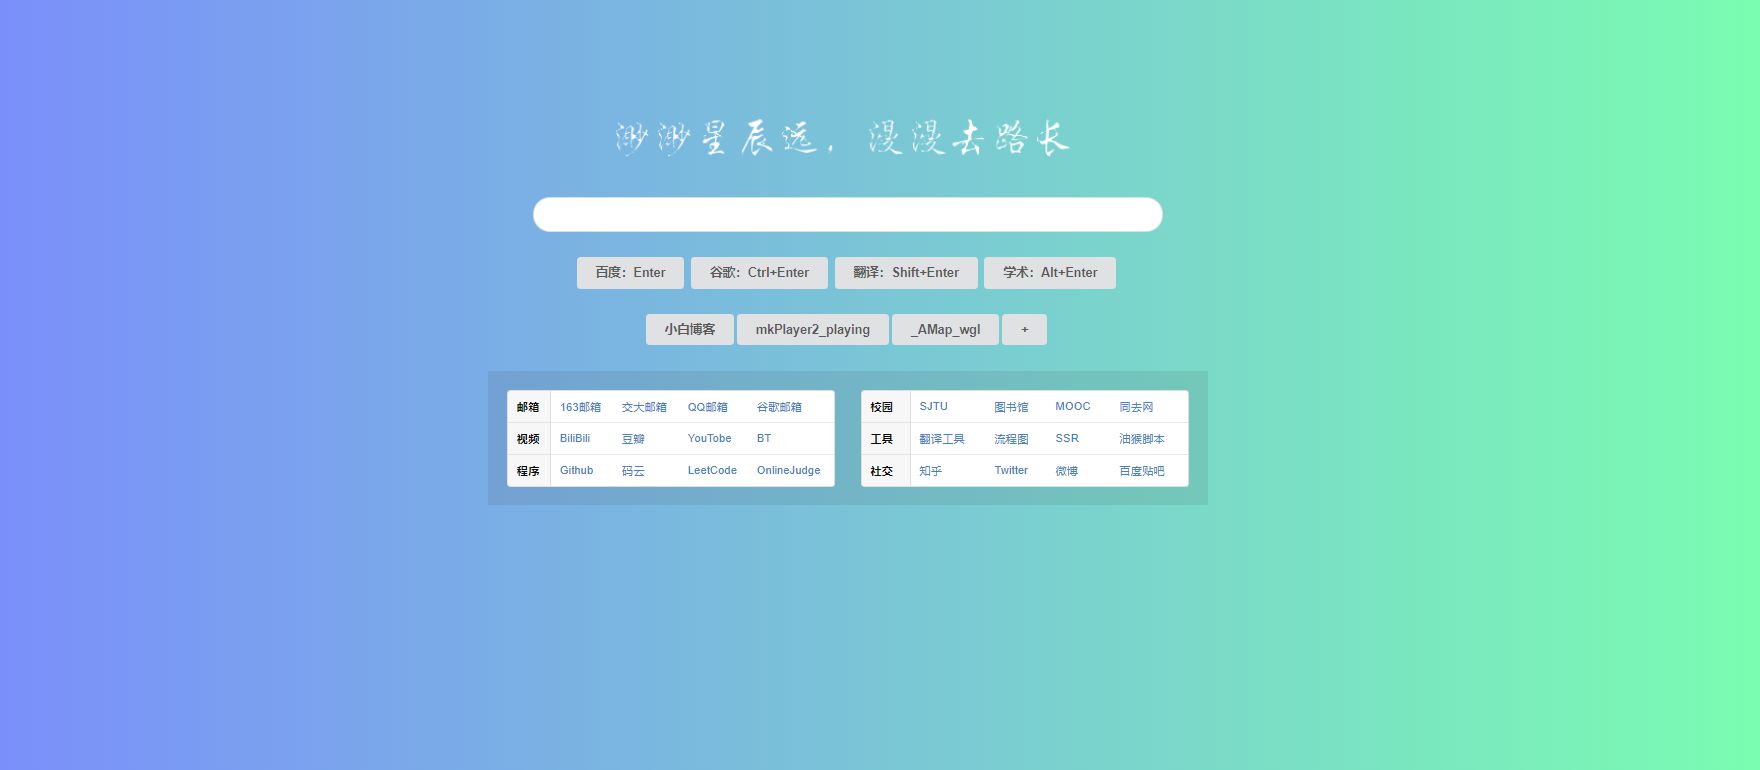 渺渺星辰远，漫漫去路长
百度：Enter 谷歌：Ctrl+Enter 翻译：Shift+Enter 学术：Alt+Enter
小白博客 mkPlayer2_playing _AMap_wgl +
邮箱 163邮箱 交大邮箱 QQ邮箱 谷歌邮箱
视频 BiliBili 豆瓣 YouTobe BT
程序 Github 码云 LeetCode OnlineJudge
校园 SJTU 图书馆 MOOC 同去网
工具 翻译工具 流程图 SSR 油猴脚本
社交 知乎 Twitter 微博 百度贴吧